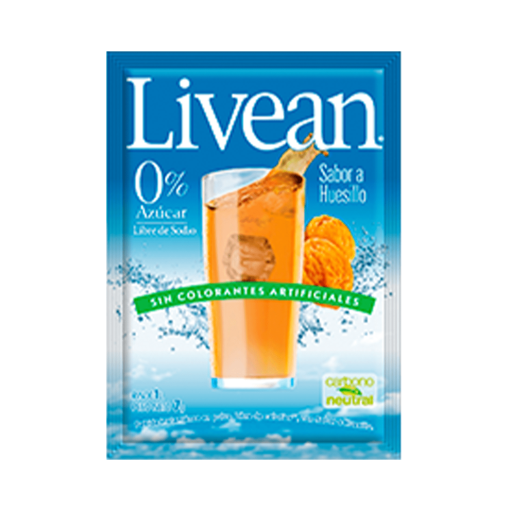 Livean
0%
Azúcar
Libre de Sodio
Sabor a
Huesillo
SIN COLORANTES ARTIFICIALES
carbono
neutral